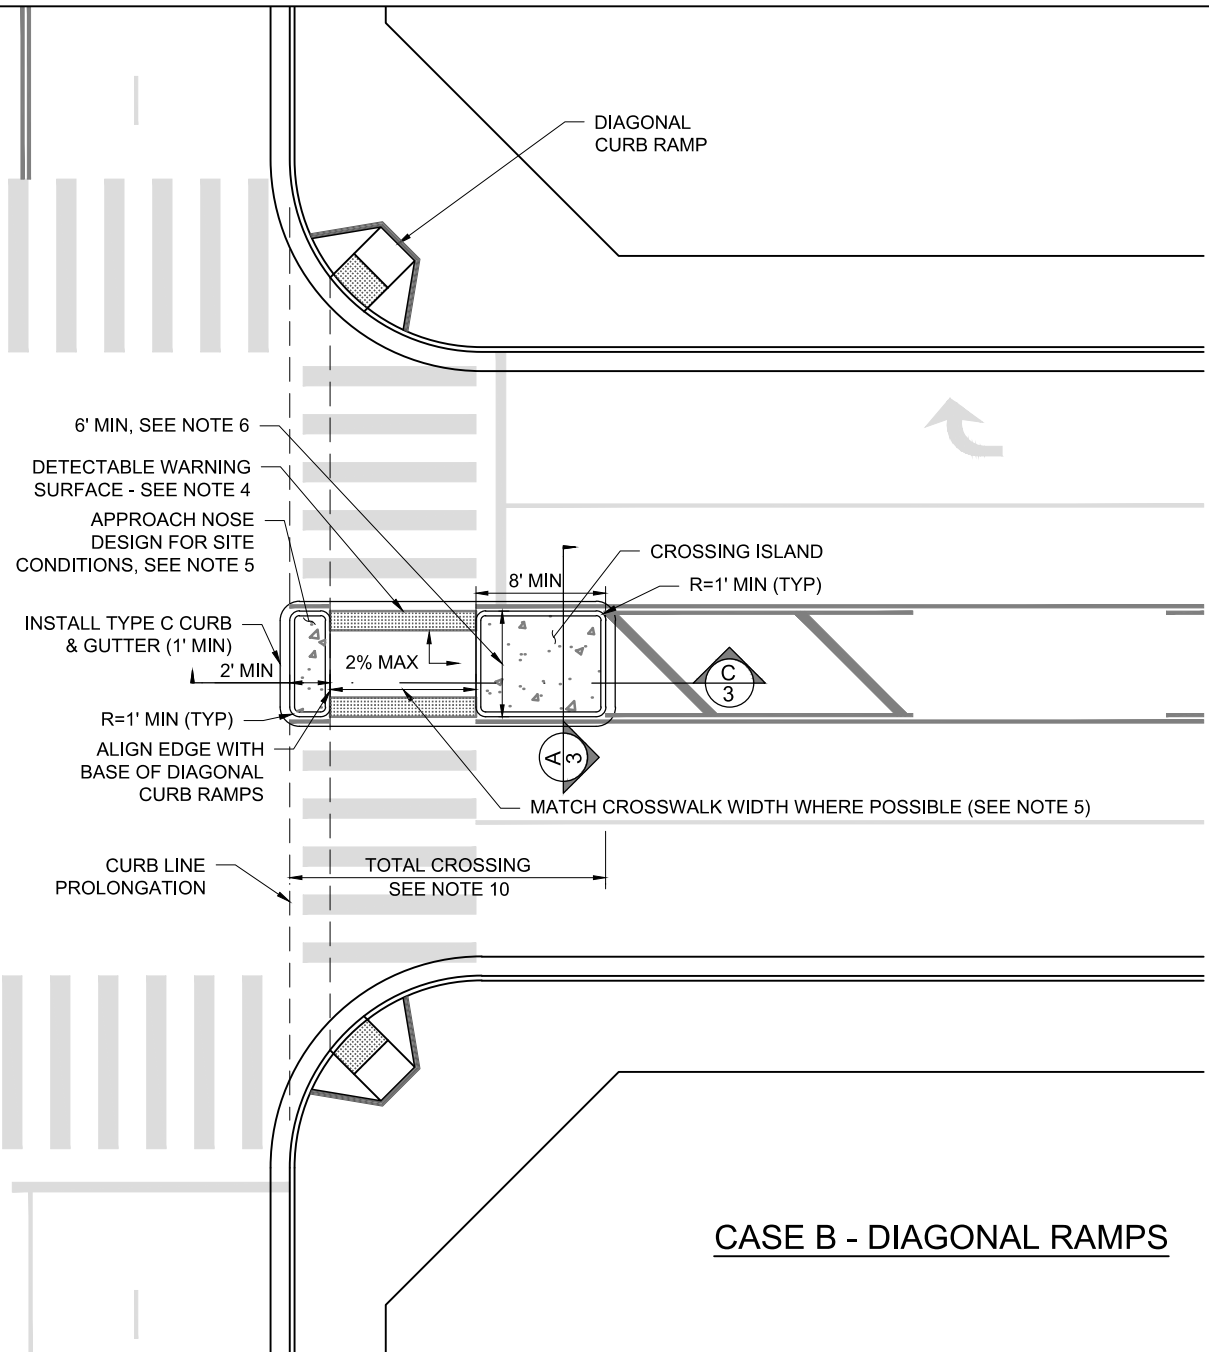 DIAGONAL
CURB RAMP
6' MIN, SEE NOTE 6
DETECTABLE WARNING
SURFACE - SEE NOTE 4
APPROACH NOSE
DESIGN FOR SITE
CONDITIONS, SEE NOTE 5
CROSSING ISLAND
8' MIN
R=1' MIN (TYP)
INSTALL TYPE C CURB
& GUTTER (1' MIN)
2' MIN
2% MAX
C
3
R=1' MIN (TYP)
ALIGN EDGE WITH
BASE OF DIAGONAL
CURB RAMPS
A
3
MATCH CROSSWALK WIDTH WHERE POSSIBLE (SEE NOTE 5)
CURB LINE
PROLONGATION
TOTAL CROSSING
SEE NOTE 10
CASE B - DIAGONAL RAMPS